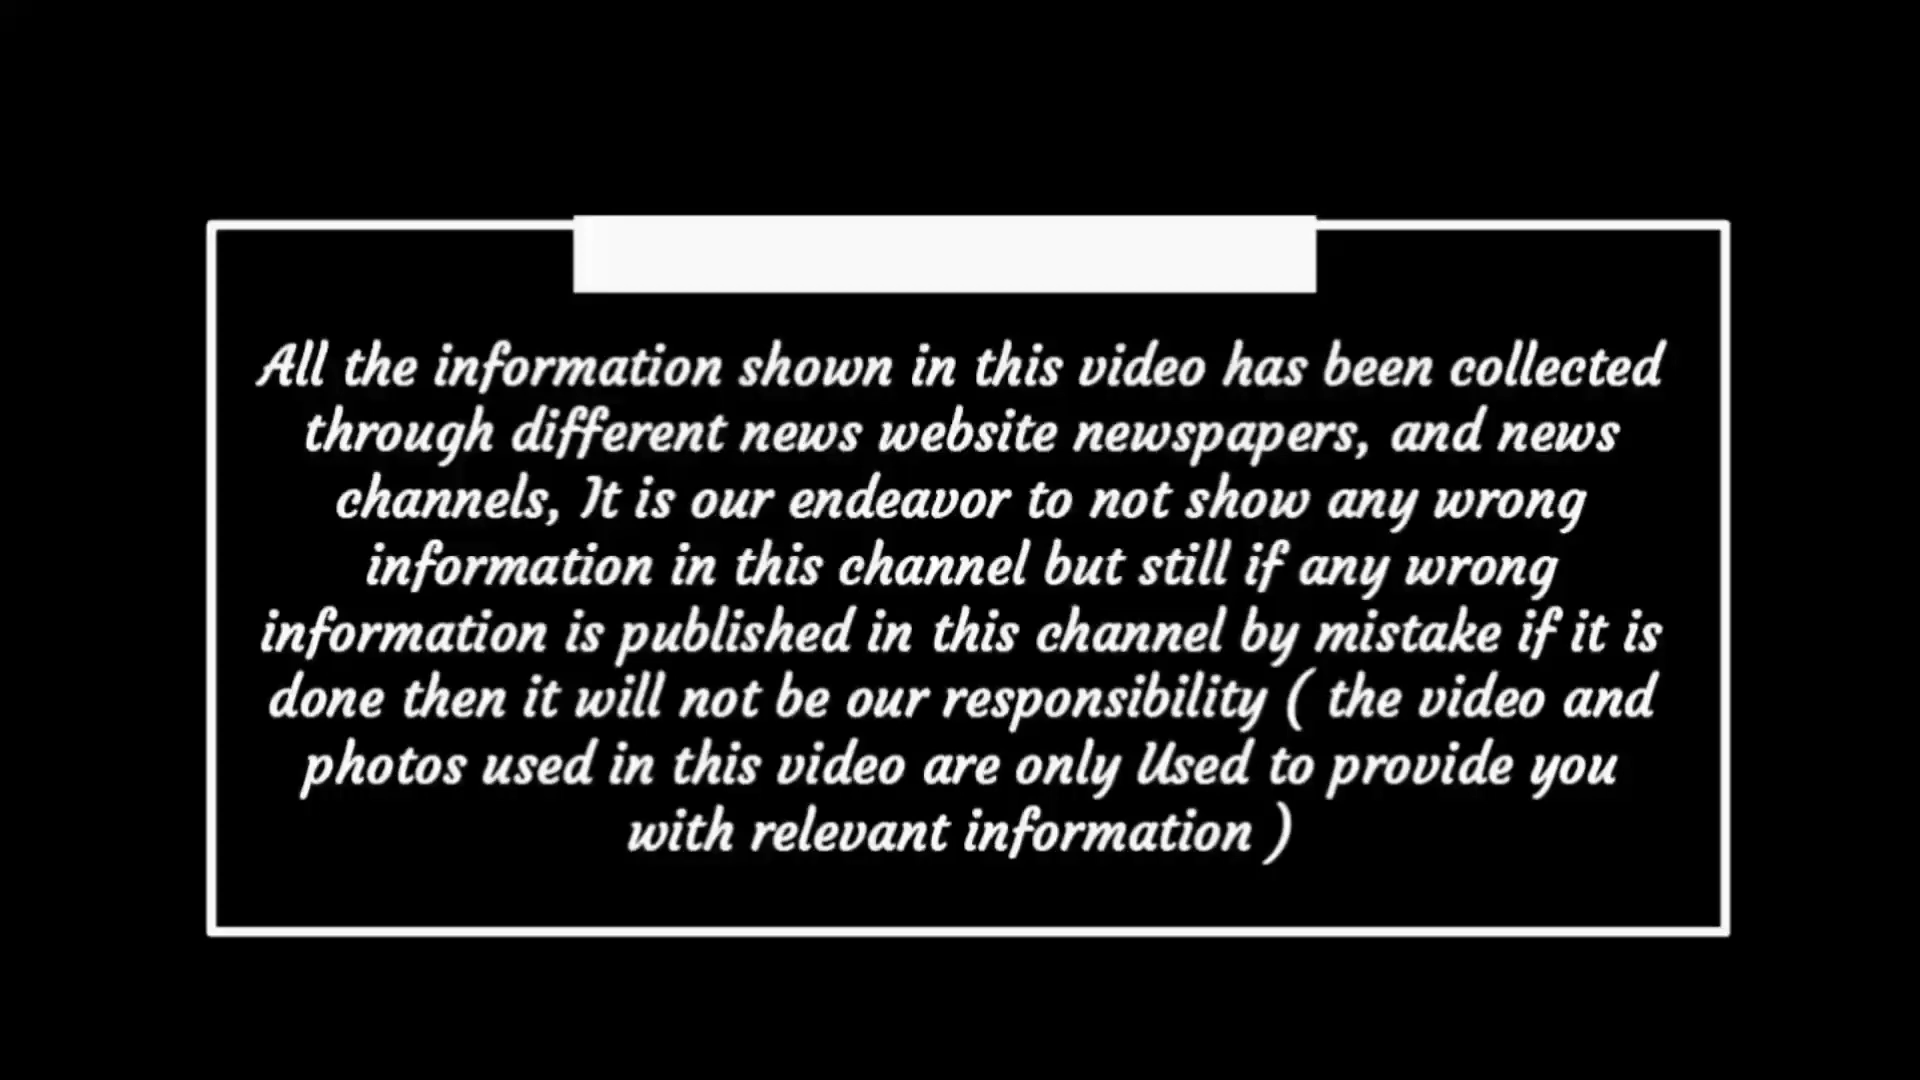 All the information shown in this video has been collected
through different news website newspapers, and news
channels, It is our endeavor to not show any wrong
information in this channel but still if any wrong
information is published in this channel by mistake if it is
done then it will not be our responsibility ( the video and
photos used in this video are only Used to provide you
with relevant information )